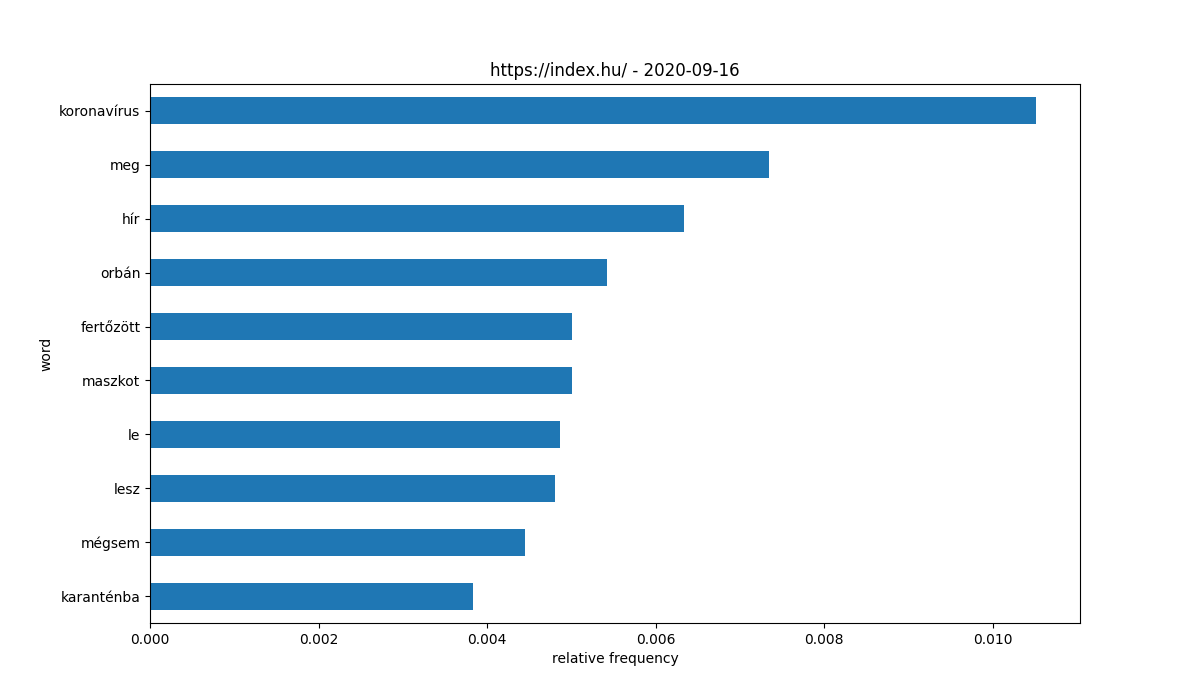 https://index.hu/ - 2020-09-16
koronavírus
meg
hír
orbán
fertőzött
maszkot
le
lesz
mégsem
karanténba
word
0.000 0.002 0.004 0.006 0.008 0.010
relative frequency